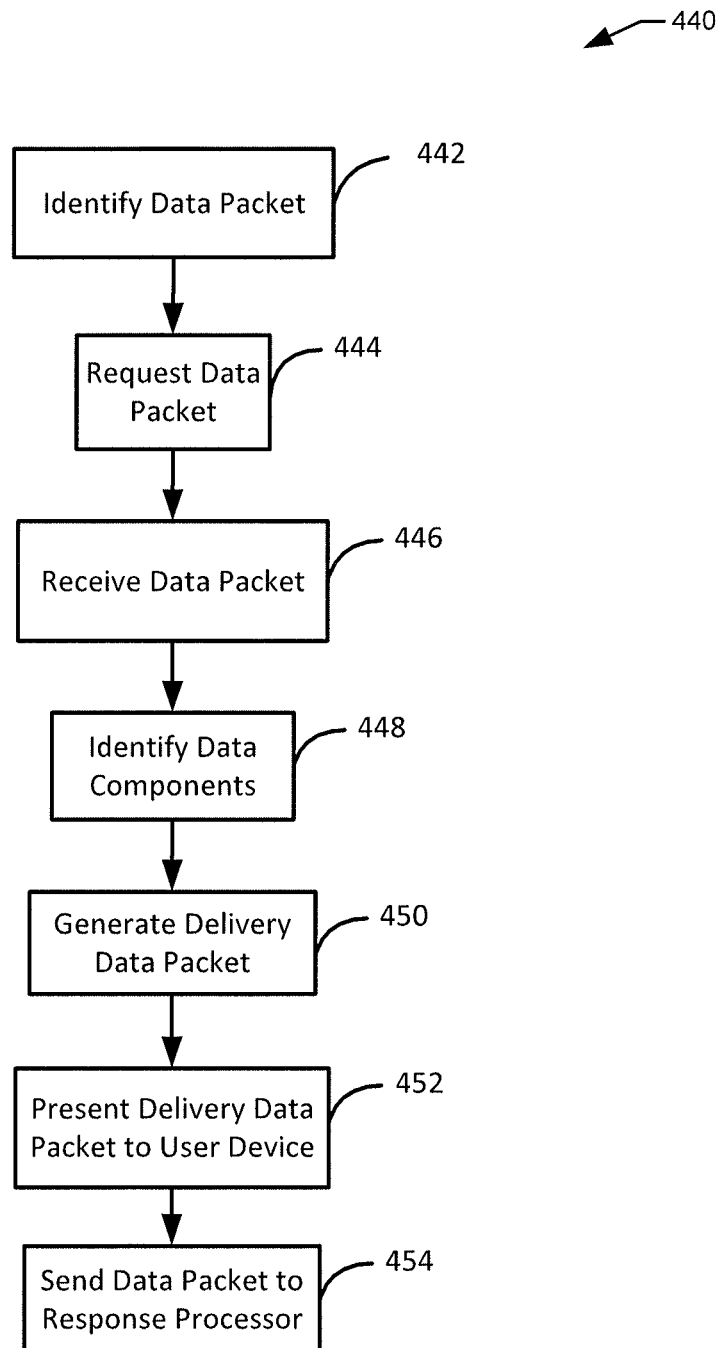 440
442
Identify Data Packet
444
Request Data
Packet
446
Receive Data Packet
448
Identify Data
Components
450
Generate Delivery
Data Packet
452
Present Delivery Data
Packet to User Device
454
Send Data Packet to
Response Processor